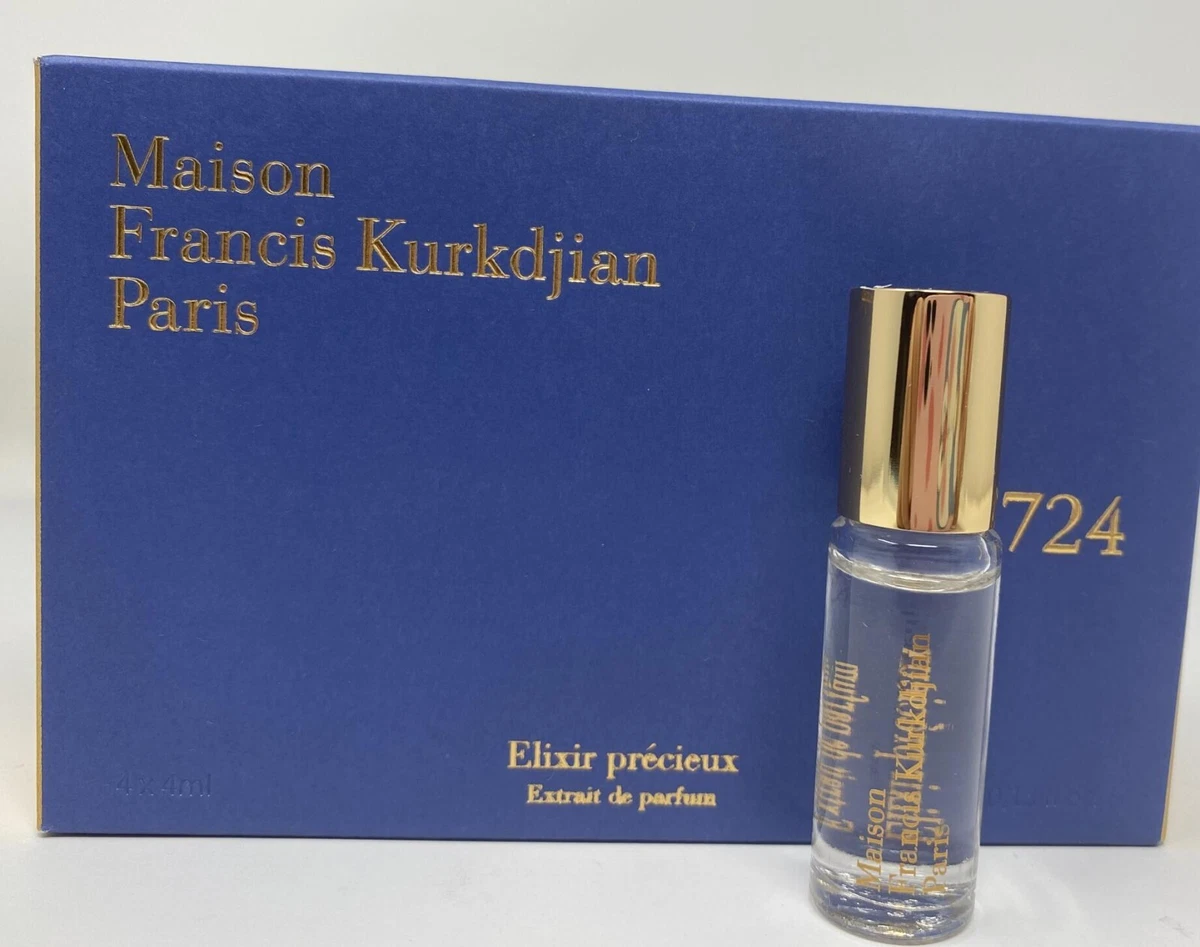 Maison
Francis Kurkdjian
Paris
724
Elixir précieux
Extrait de parfum
4 x 4ml
Maison
Francis Kurkdjian
Paris